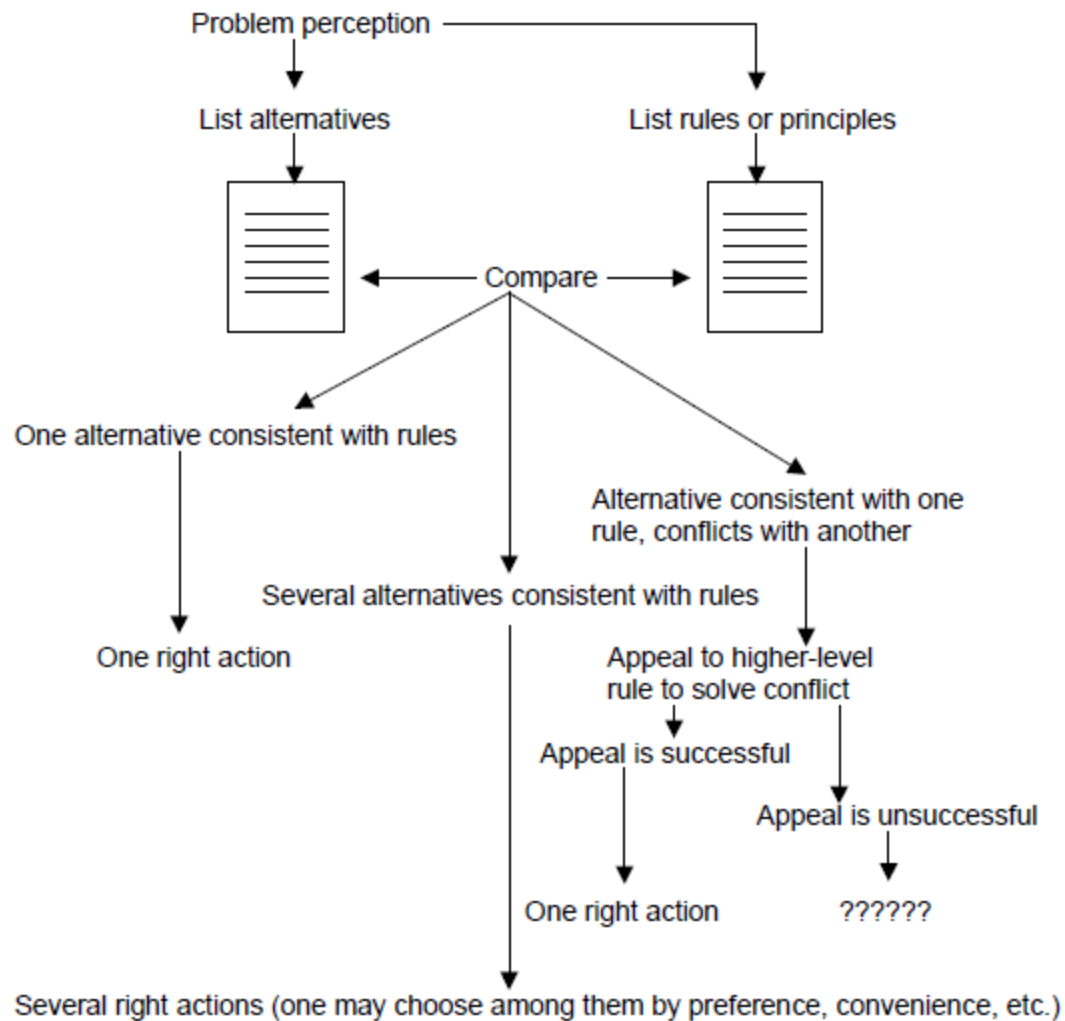 Problem perception
List alternatives
List rules or principles
Compare
One alternative consistent with rules
Alternative consistent with one
rule, conflicts with another
Several alternatives consistent with rules
One right action
Appeal to higher-level
rule to solve conflict
Appeal is successful
Appeal is unsuccessful
One right action
??????
Several right actions (one may choose among them by preference, convenience, etc.)